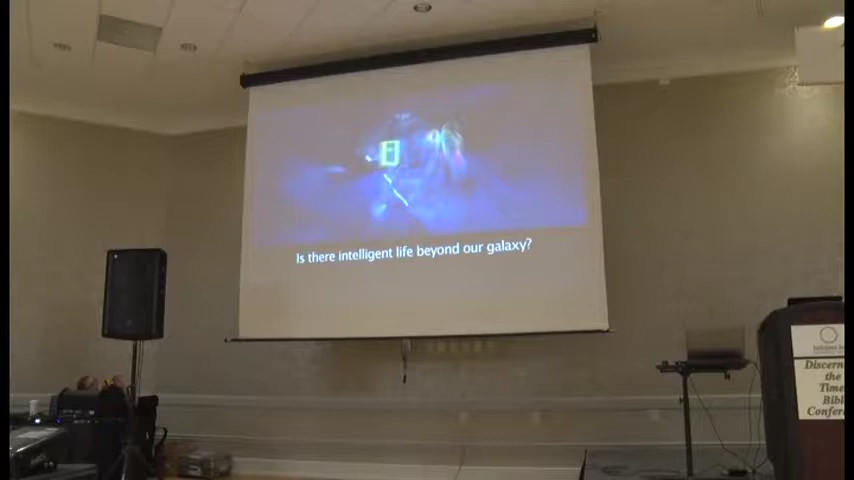 Is there intelligent life beyond our galaxy?
Discern
the
Time
Bibl
Confer